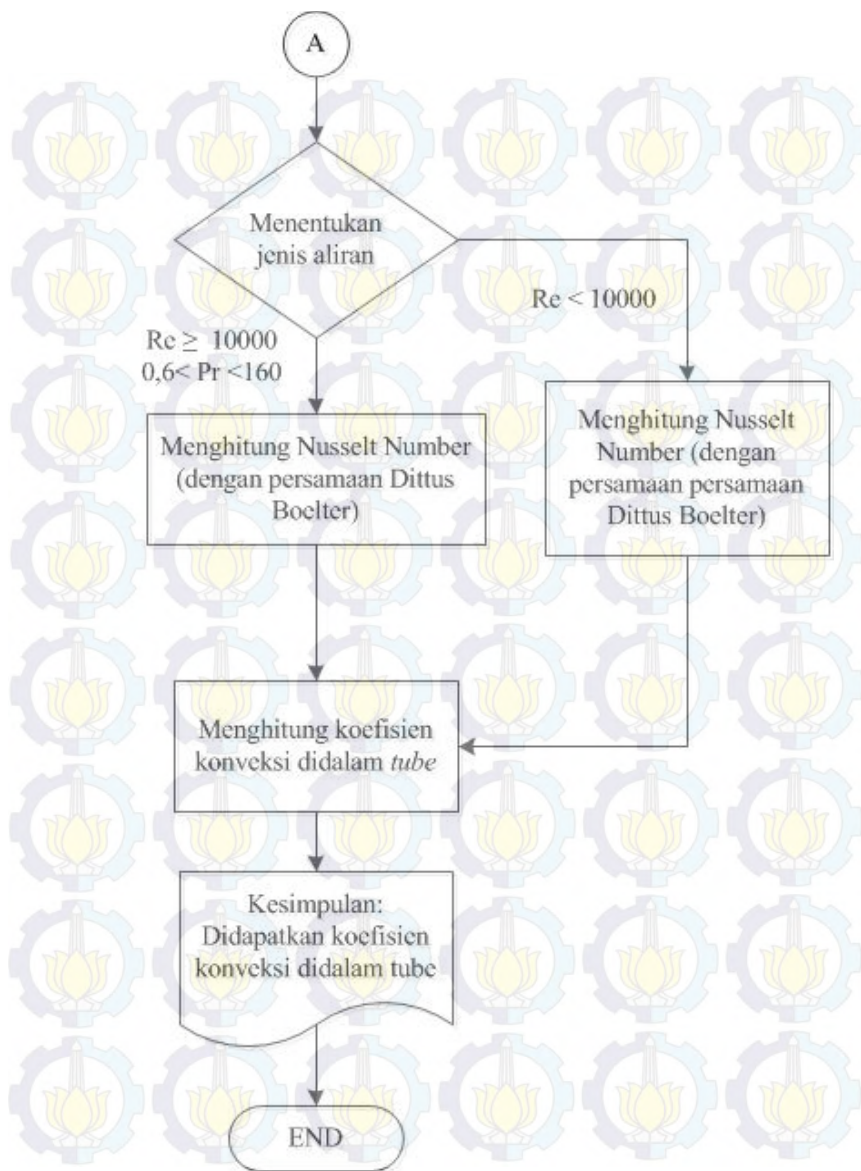 A
Menentukan
jenis aliran
Re < 10000
Re ≥ 10000
0,6< Pr <160
Menghitung Nusselt Number
(dengan persamaan Dittus
Boelter)
Menghitung Nusselt
Number (dengan
persamaan persamaan
Dittus Boelter)
Menghitung koefisien
konveksi didalam tube
Kesimpulan:
Didapatkan koefisien
konveksi didalam tube
END